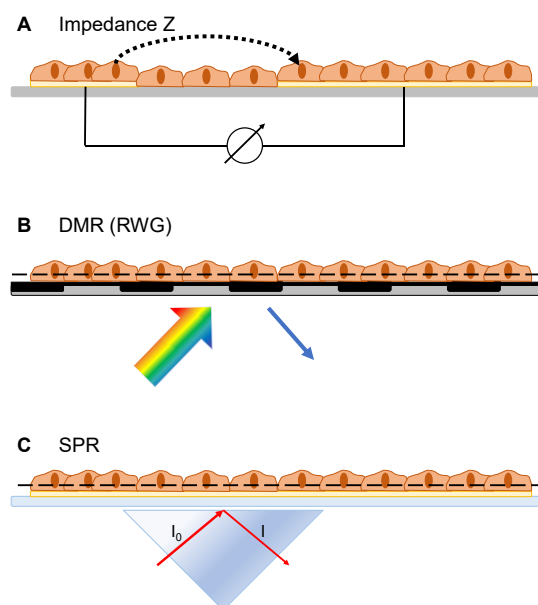 A Impedance Z
B DMR (RWG)
C SPR
I₀ I